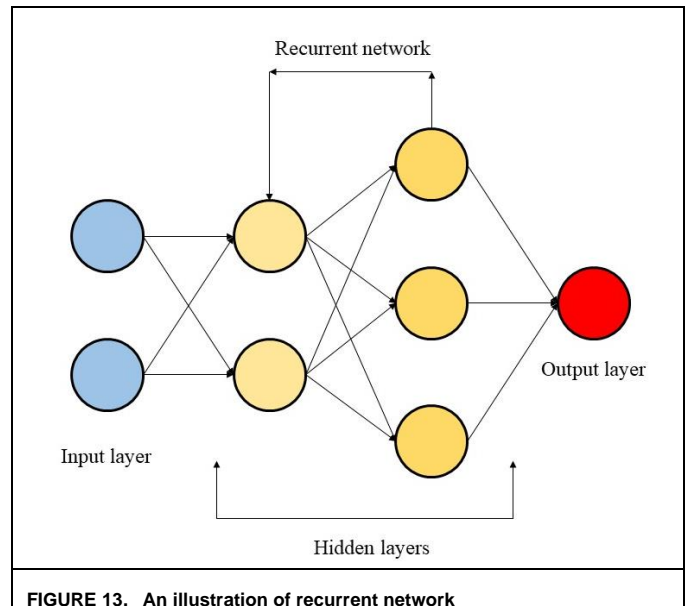 Recurrent network
Output layer
Input layer
Hidden layers
FIGURE 13. An illustration of recurrent network